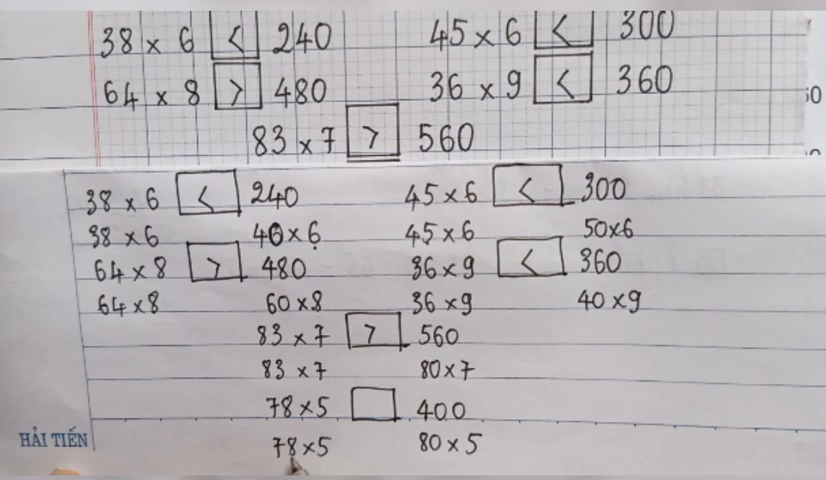 38 × 6 < 240 45 × 6 < 300
64 × 8 > 480 36 × 9 < 360
83 × 7 > 560
38 × 6 < 240 45 × 6 < 300
38 × 6 40 × 6 45 × 6 50×6
64 × 8 > 480 36 × 9 < 360
64 × 8 60 × 8 36 × 9 40 × 9
83 × 7 > 560
83 × 7 80 × 7
78 × 5 □ 400
HẢI TIẾN 78 × 5 80 × 5